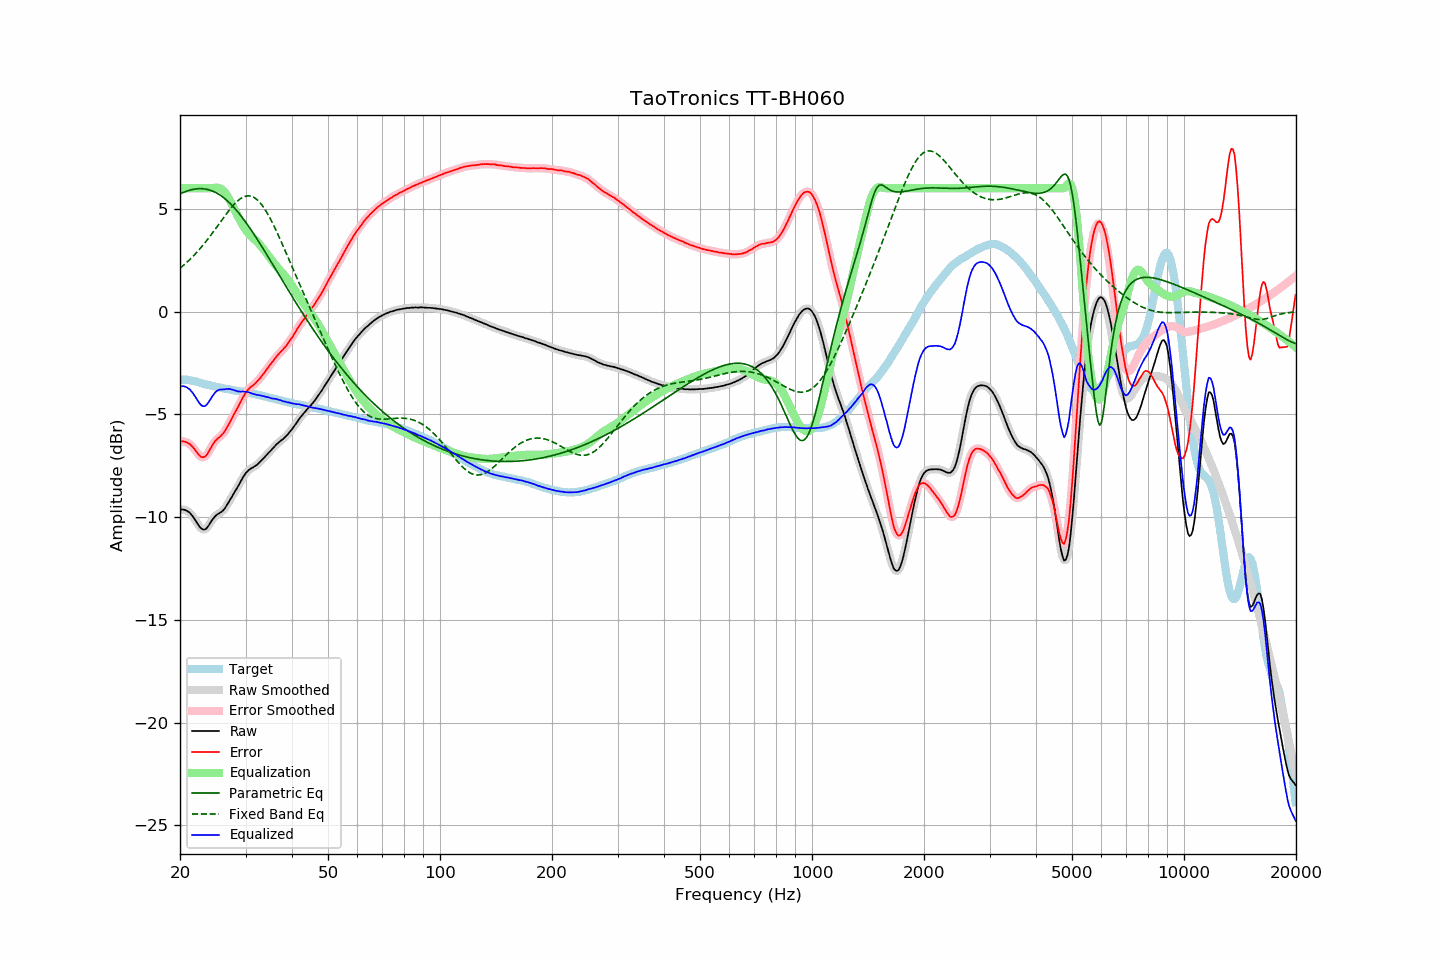 TaoTronics TT-BH060
Amplitude (dBr)
5
0
−5
−10
−15
−20
−25
Target
Raw Smoothed
Error Smoothed
Raw
Error
Equalization
Parametric Eq
Fixed Band Eq
Equalized
20 50 100 200 500 1000 2000 5000 10000 20000
Frequency (Hz)